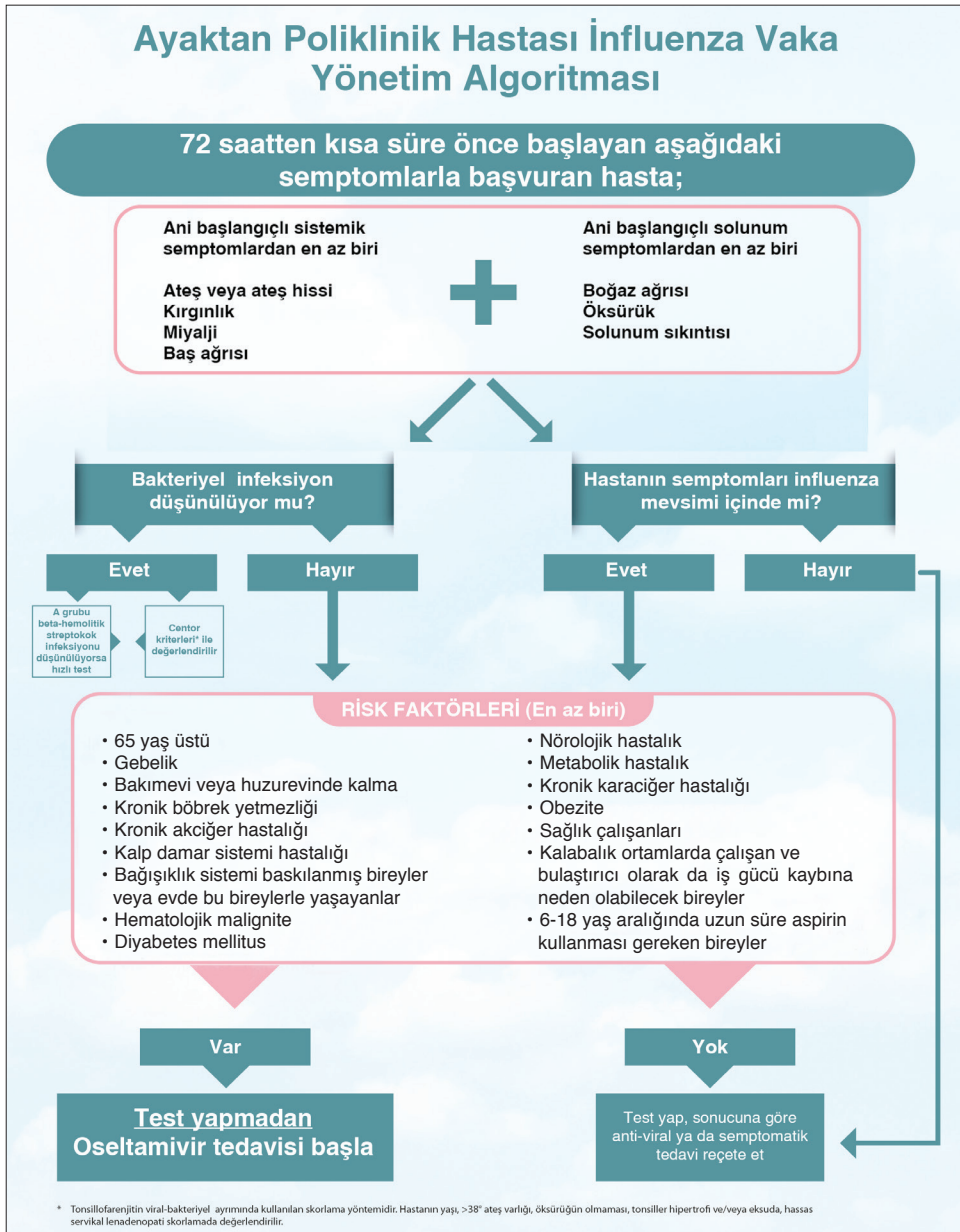 Ayaktan Poliklinik Hastası İnfluenza Vaka
Yönetim Algoritması
72 saatten kısa süre önce başlayan aşağıdaki
semptomlarla başvuran hasta;
Ani başlangıçlı sistemik
semptomlardan en az biri
Ateş veya ateş hissi
Kırgınlık
Miyalji
Baş ağrısı
Ani başlangıçlı solunum
semptomlardan en az biri
Boğaz ağrısı
Öksürük
Solunum sıkıntısı
Bakteriyel infeksiyon
düşünülüyor mu?
Hastanın semptomları influenza
mevsimi içinde mi?
Evet
Hayır
Evet
Hayır
A grubu
beta-hemolitik
streptokok
infeksiyonu
düşünülüyorsa
hızlı test
Centor
kriterleri* ile
değerlendirilir
RİSK FAKTÖRLERİ (En az biri)
• 65 yaş üstü
• Gebelik
• Bakımevi veya huzurevinde kalma
• Kronik böbrek yetmezliği
• Kronik akciğer hastalığı
• Kalp damar sistemi hastalığı
• Bağışıklık sistemi baskılanmış bireyler
veya evde bu bireylerle yaşayanlar
• Hematolojik malignite
• Diyabetes mellitus
• Nörolojik hastalık
• Metabolik hastalık
• Kronik karaciğer hastalığı
• Obezite
• Sağlık çalışanları
• Kalabalık ortamlarda çalışan ve
bulaştırıcı olarak da iş gücü kaybına
neden olabilecek bireyler
• 6-18 yaş aralığında uzun süre aspirin
kullanması gereken bireyler
Var
Yok
Test yapmadan
Oseltamivir tedavisi başla
Test yap, sonucuna göre
anti-viral ya da semptomatik
tedavi reçete et
* Tonsillofarenjitin viral-bakteriyel ayrımında kullanılan skorlama yöntemidir. Hastanın yaşı, >38° ateş varlığı, öksürüğün olmaması, tonsiller hipertrofi ve/veya eksuda, hassas
servikal lenadenopati skorlamada değerlendirilir.